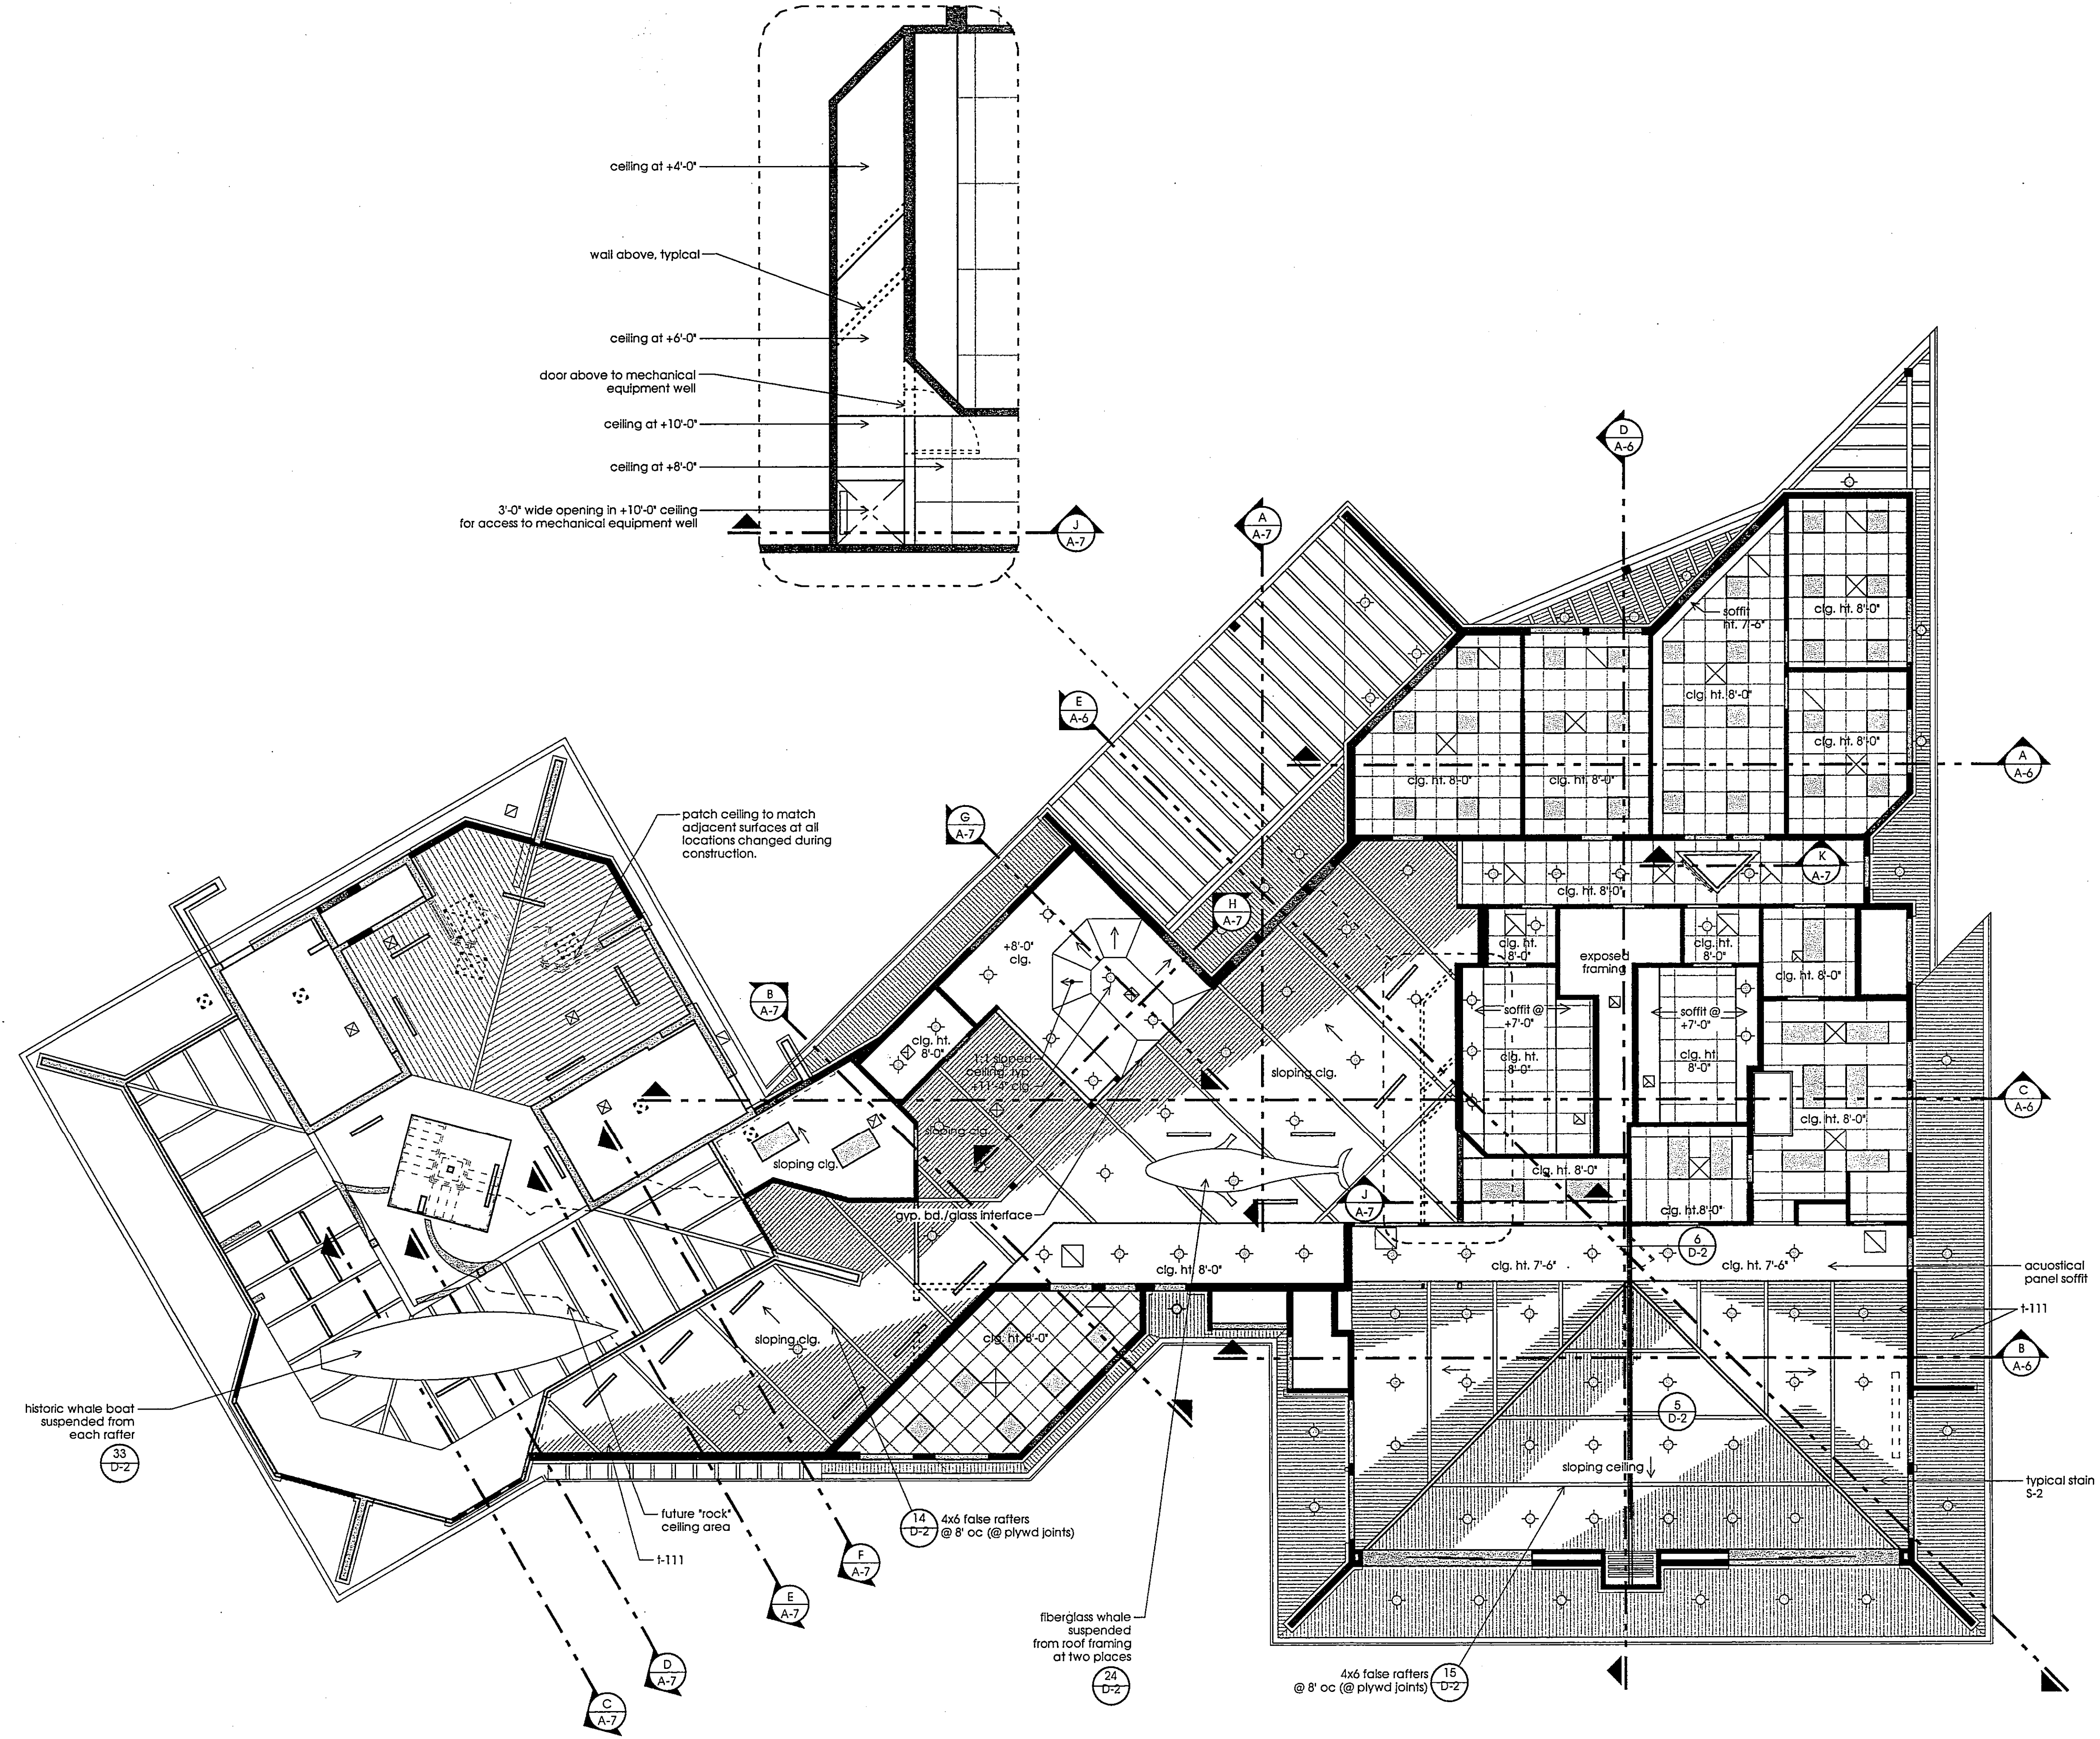 ceiling at +4'-0"
wall above, typical
ceiling at +6'-0"
door above to mechanical
equipment well
ceiling at +10'-0"
ceiling at +8'-0"
3'-0" wide opening in +10'-0" ceiling
for access to mechanical equipment well
J
A-7
D
A-6
A
A-7
soffit
ht. 7'-6"
clg. ht. 8'-0"
clg. ht. 8'-0"
E
A-6
clg. ht. 8'-0"
clg. ht. 8'-0"
clg. ht. 8'-0"
A
A-6
patch ceiling to match
adjacent surfaces at all
locations changed during
construction.
G
A-7
K
A-7
clg. ht. 8'-0"
H
A-7
+8'-0"
clg.
clg. ht.
8'-0"
exposed
framing
clg. ht.
8'-0"
clg. ht. 8'-0"
B
A-7
soffit @
+7'-0"
soffit @
+7'-0"
clg. ht.
8'-0"
1:1 sloped
ceiling, typ.
+11'-4" clg.
sloping clg.
clg. ht.
8'-0"
clg. ht
8'-0"
C
A-6
clg. ht. 8'-0"
sloping clg.
sloping clg.
clg. ht. 8'-0"
J
A-7
gyp. bd./glass interface
clg. ht.8'-0"
6
D-2
clg. ht. 8'-0"
clg. ht. 7'-6"
clg. ht. 7'-6"
acuostical
panel soffit
t-111
sloping clg.
clg. ht. 8'-0"
B
A-6
historic whale boat
suspended from
each rafter
33
D-2
5
D-2
sloping ceiling
typical stain
S-2
future "rock"
ceiling area
14
D-2
4x6 false rafters
@ 8' oc (@ plywd joints)
t-111
F
A-7
E
A-7
fiberglass whale
suspended
from roof framing
at two places
24
D-2
D
A-7
4x6 false rafters
@ 8' oc (@ plywd joints)
15
D-2
C
A-7